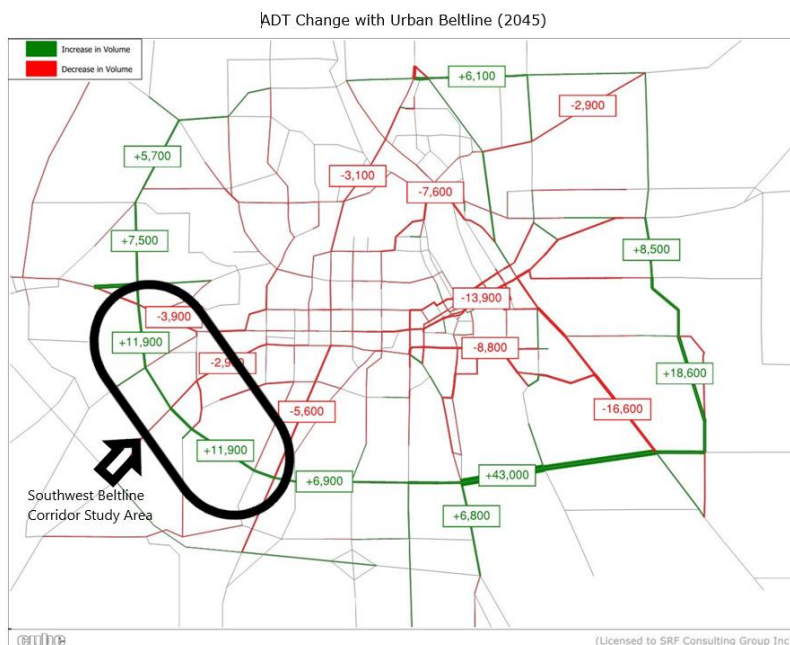 ADT Change with Urban Beltline (2045)
Increase in Volume
Decrease in Volume
+6,100
-2,900
+5,700
-3,100
-7,600
+7,500
+8,500
-13,900
-3,900
+11,900
-8,800
-2,900
+18,600
-5,600
-16,600
+11,900
+43,000
+6,900
Southwest Beltline
Corridor Study Area
+6,800
cube
(Licensed to SRF Consulting Group Inc